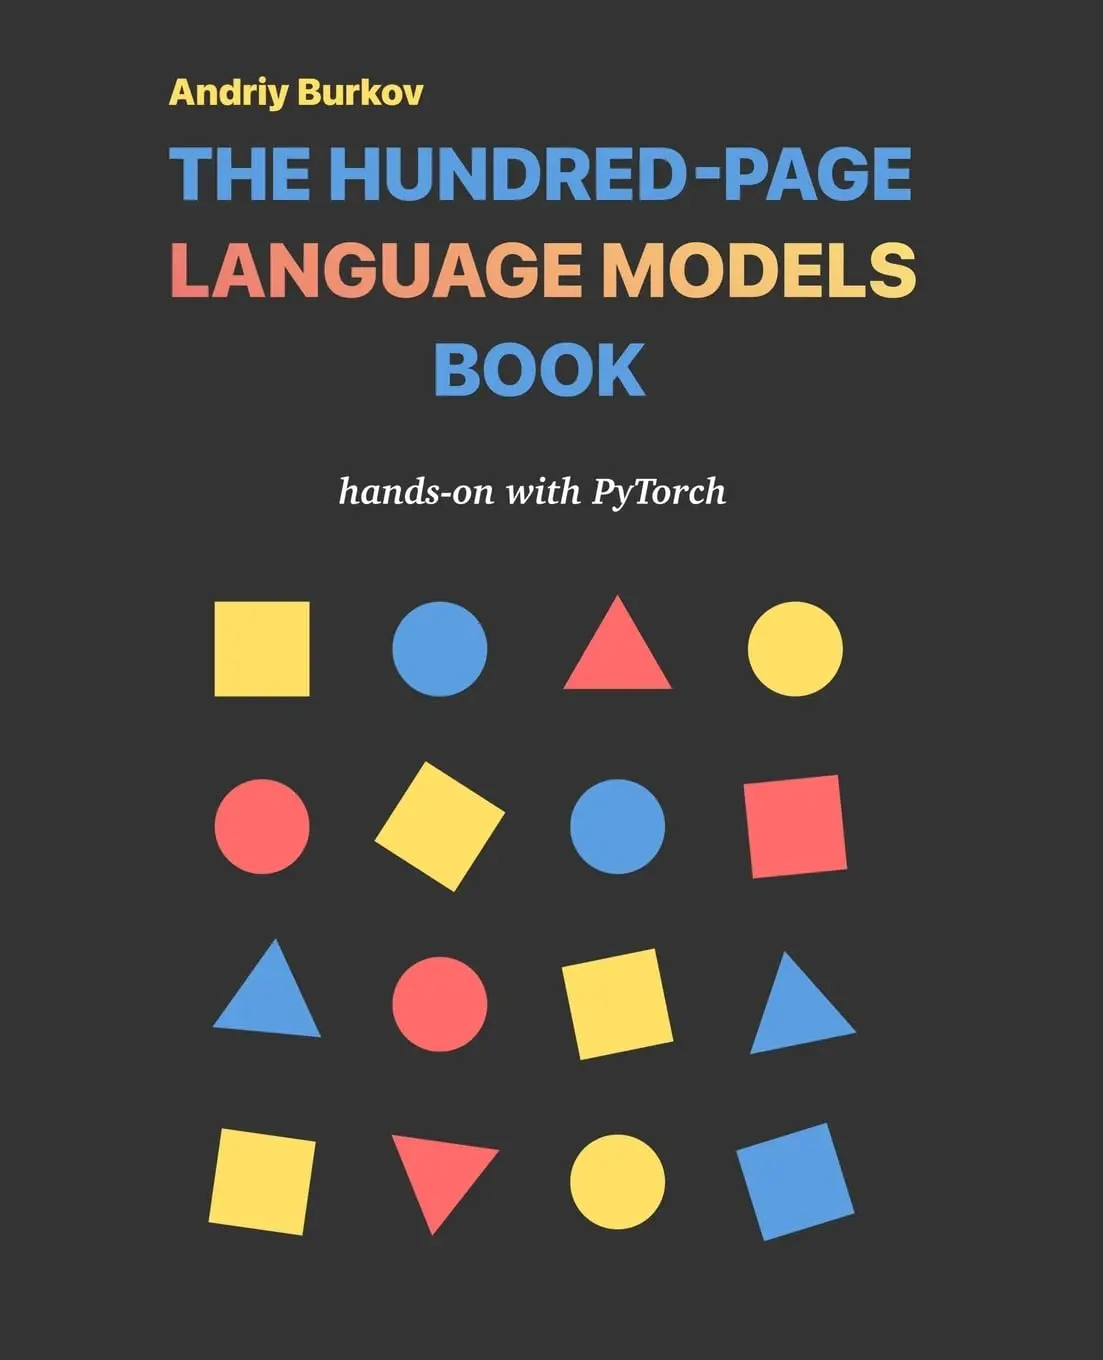 Andriy Burkov
THE HUNDRED-PAGE
LANGUAGE MODELS
BOOK
hands-on with PyTorch